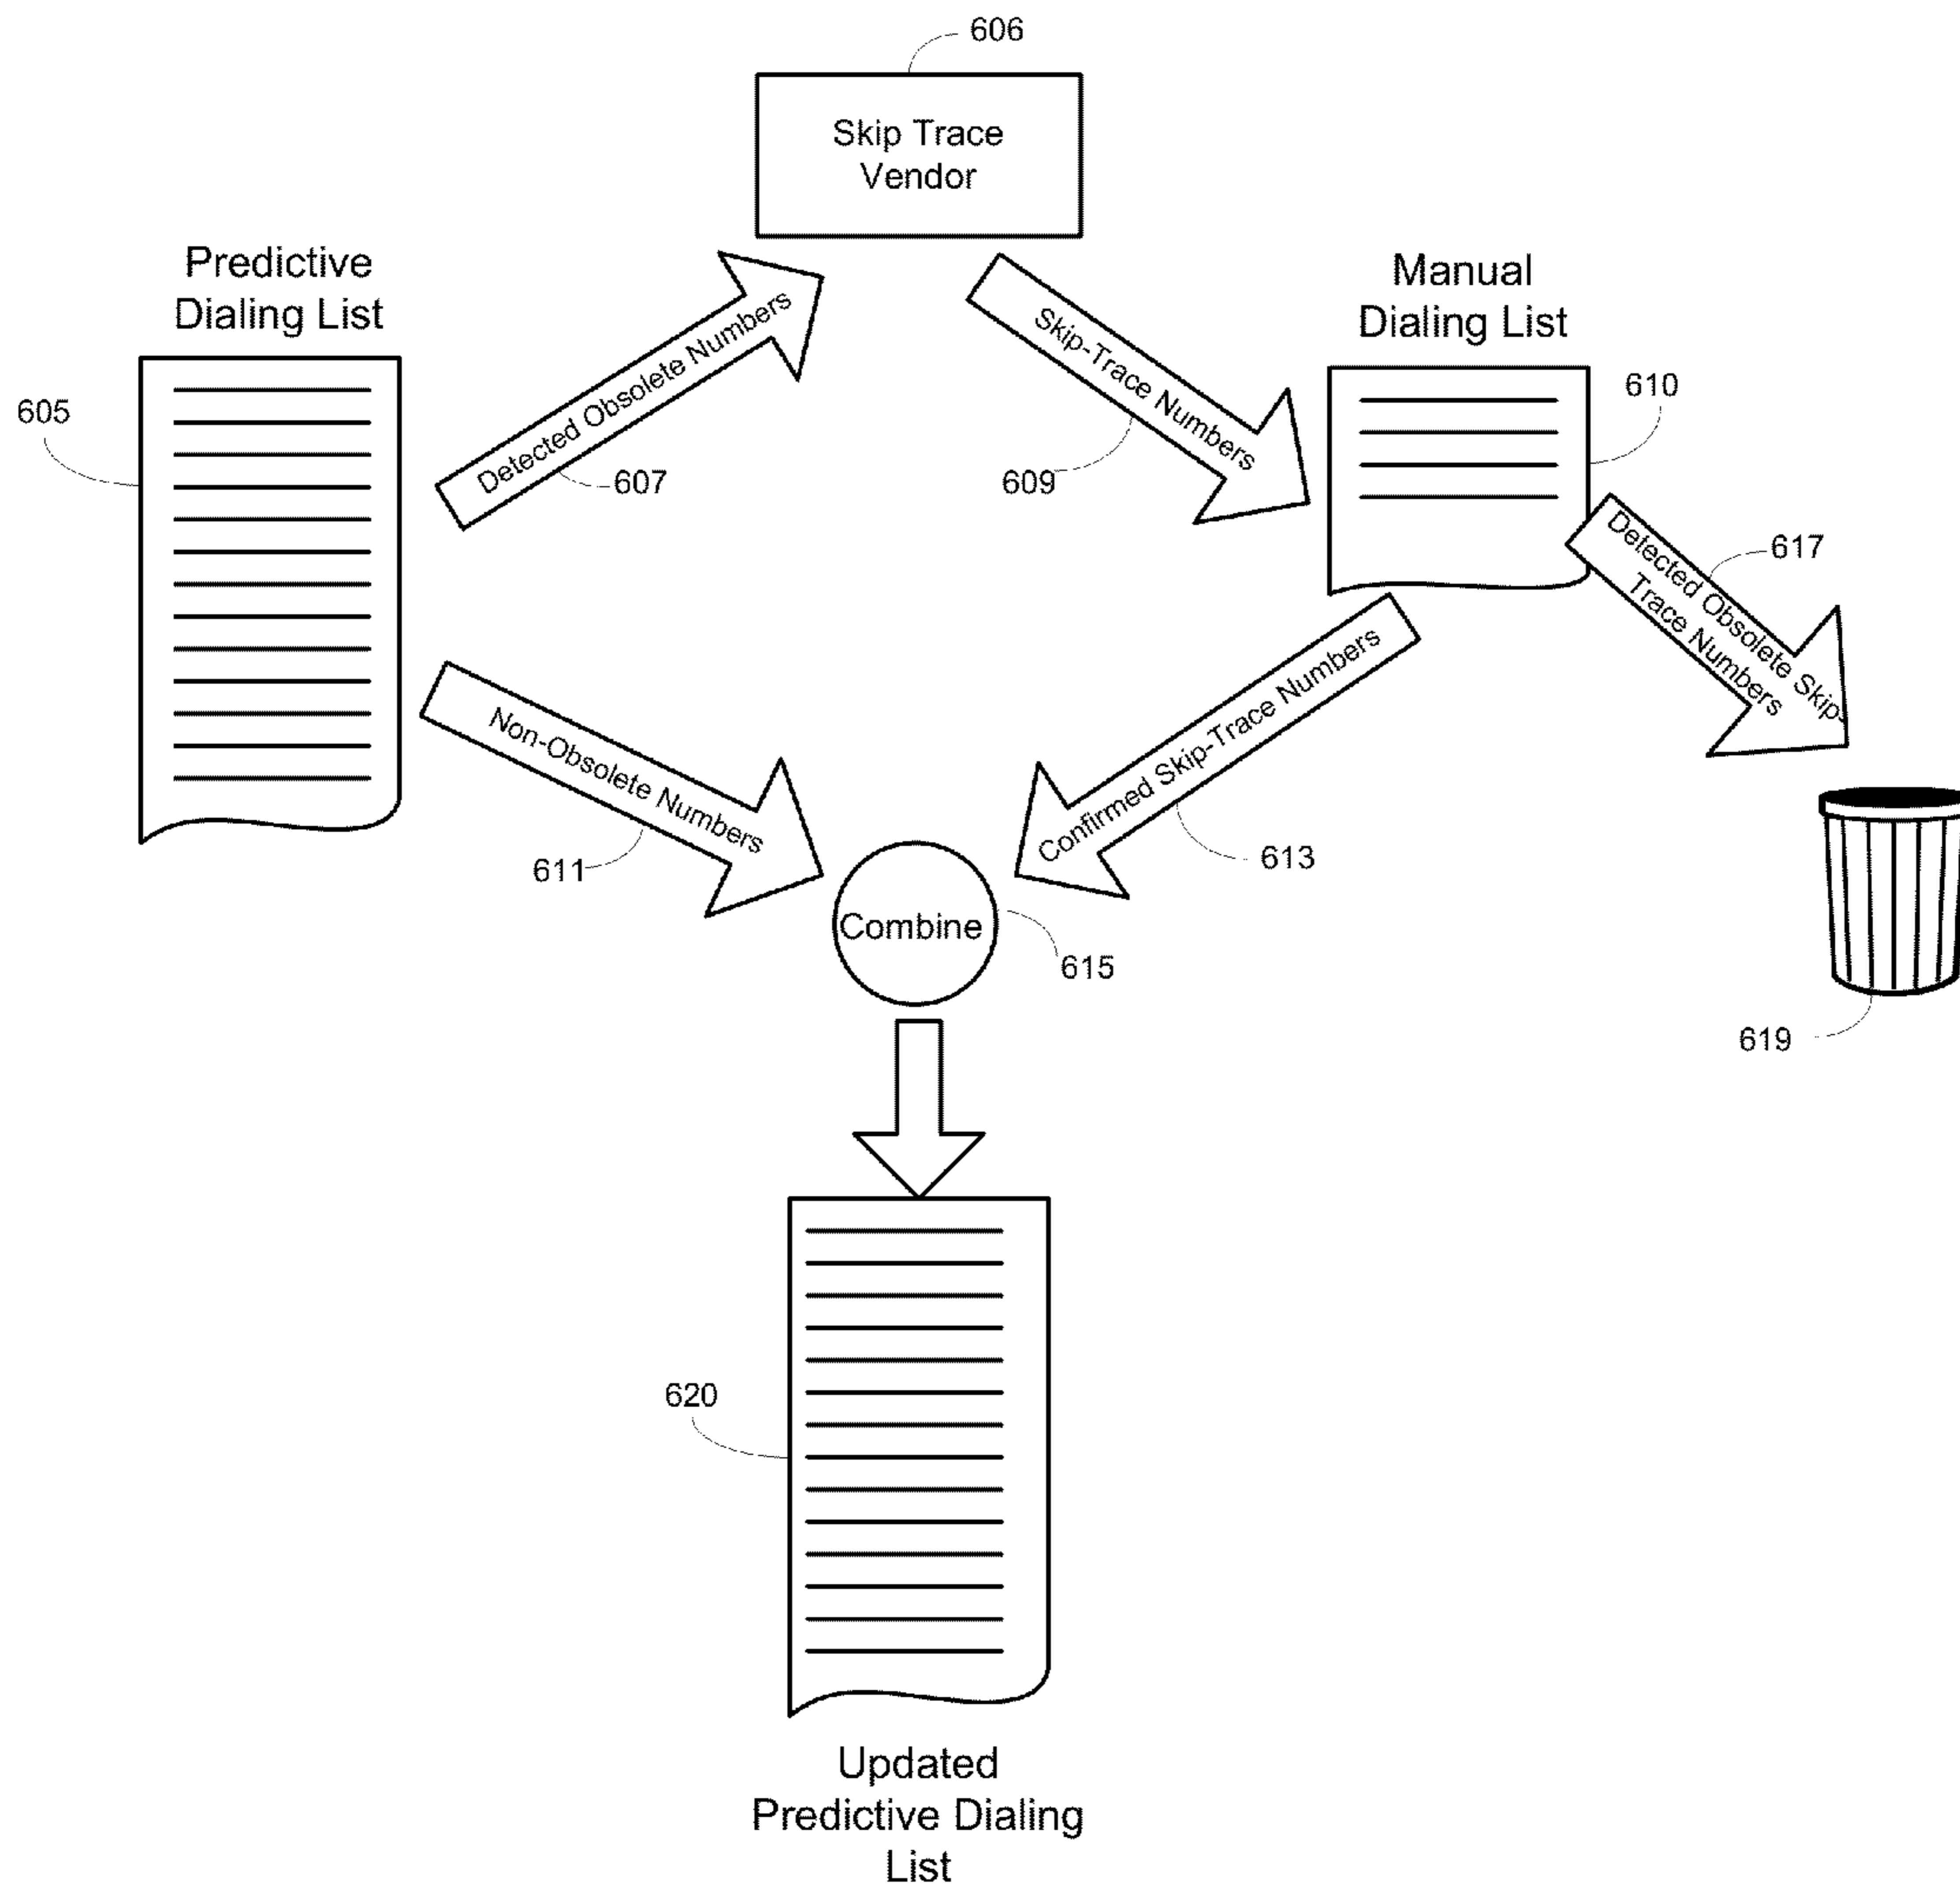 606
Skip Trace
Vendor
Predictive
Dialing List
Manual
Dialing List
605
Detected Obsolete Numbers
607
Skip-Trace Numbers
609
610
Detected Obsolete Skip-
Trace Numbers
617
Non-Obsolete Numbers
611
Confirmed Skip-Trace Numbers
613
Combine
615
619
620
Updated
Predictive Dialing
List